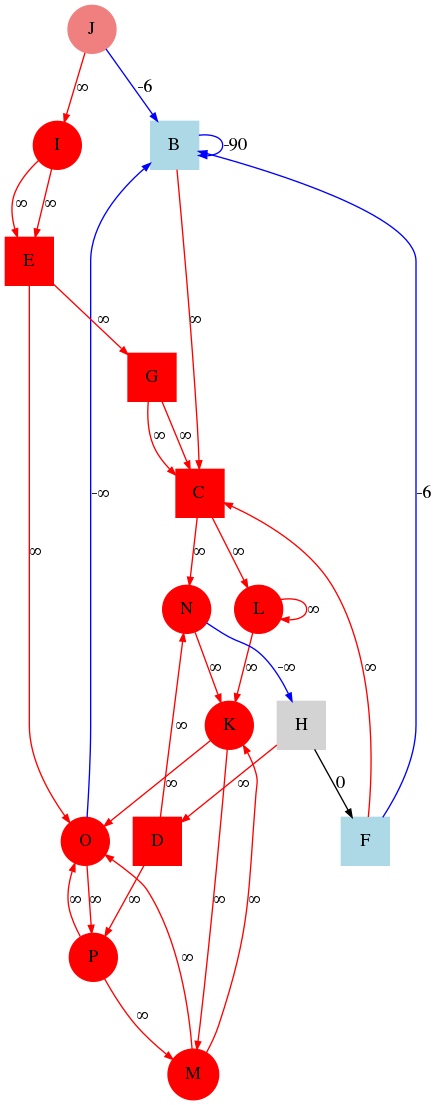 J
∞
-6
I
B
-90
∞ ∞
E
∞ ∞
G
∞ ∞
C
-∞ -6
∞ ∞ ∞
N L ∞
∞ -∞ ∞ ∞
K H
∞
∞ ∞ 0
O D F
∞ ∞ ∞ ∞ ∞
P ∞
∞
M